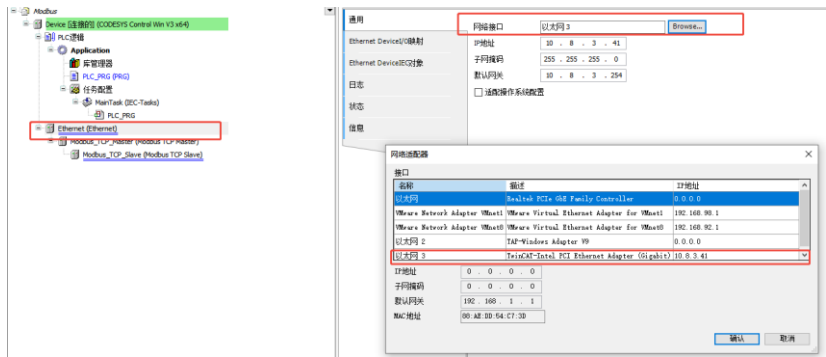 Modbus
Device [连接的] (CODESYS Control Win V3 x64)
PLC逻辑
Application
库管理器
PLC_PRG (PRG)
任务配置
MainTask (IEC-Tasks)
PLC_PRG
Ethernet (Ethernet)
Modbus_TCP_Master (Modbus TCP Master)
Modbus_TCP_Slave (Modbus TCP Slave)
通用
Ethernet DeviceI/O映射
Ethernet DeviceIEC对象
日志
状态
信息
网络接口 以太网 3 Browse...
IP地址 10 . 8 . 3 . 41
子网掩码 255 . 255 . 255 . 0
默认网关 10 . 8 . 3 . 254
适配操作系统配置
网络适配器
接口
名称 描述 IP地址
以太网 Realtek PCIe GbE Family Controller 0.0.0.0
VMware Network Adapter VMnet1 VMware Virtual Ethernet Adapter for VMnet1 192.168.98.1
VMware Network Adapter VMnet8 VMware Virtual Ethernet Adapter for VMnet8 192.168.92.1
以太网 2 TAP-Windows Adapter V9 0.0.0.0
以太网 3 TwinCAT-Intel PCI Ethernet Adapter (Gigabit) 10.8.3.41
IP地址 0 . 0 . 0 . 0
子网掩码 0 . 0 . 0 . 0
默认网关 192 . 168 . 1 . 1
MAC地址 00:AE:DD:54:C7:3D
确认 取消